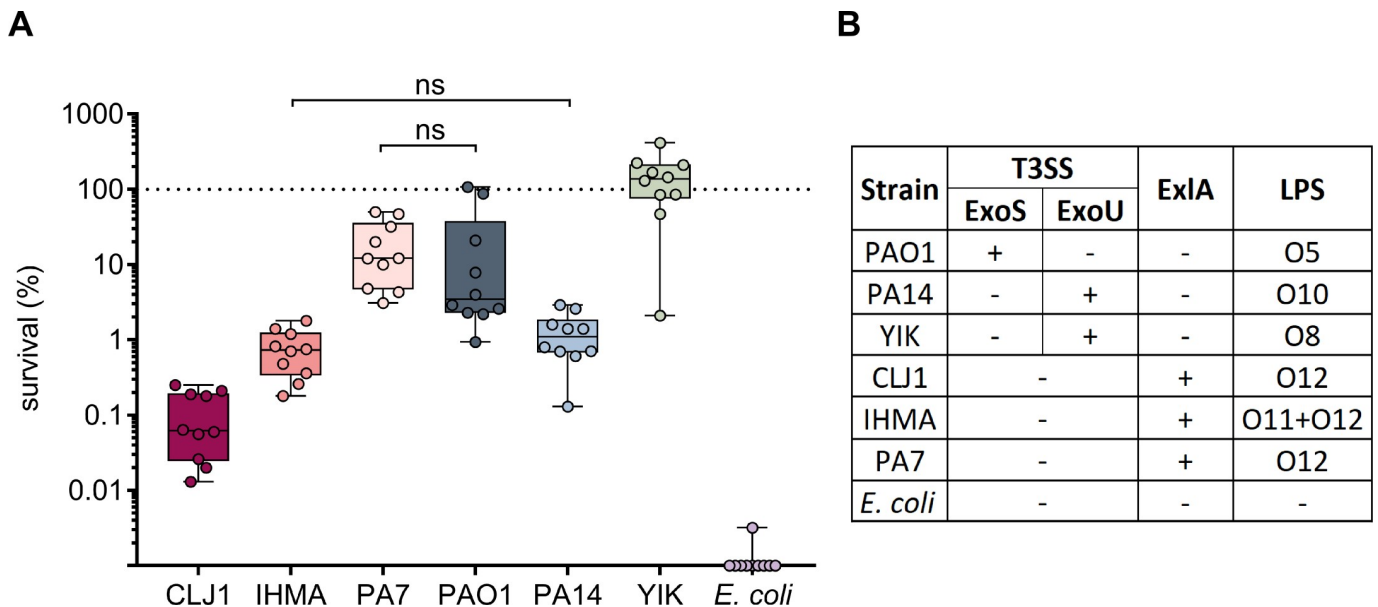 A
B
ns
ns
survival (%)
1000
100
10
1
0.1
0.01
CLJ1 IHMA PA7 PAO1 PA14 YIK E. coli
Strain T3SS ExlA LPS
ExoS ExoU
PAO1 + - - O5
PA14 - + - O10
YIK - + - O8
CLJ1 - + O12
IHMA - + O11+O12
PA7 - + O12
E. coli - - -